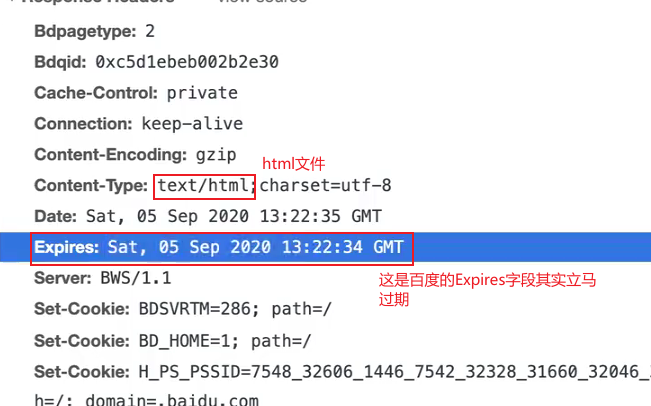 Response Headers view source
Bdpagetype: 2
Bdqid: 0xc5d1ebeb002b2e30
Cache-Control: private
Connection: keep-alive
Content-Encoding: gzip
html文件
Content-Type: text/html;charset=utf-8
Date: Sat, 05 Sep 2020 13:22:35 GMT
Expires: Sat, 05 Sep 2020 13:22:34 GMT
Server: BWS/1.1
这是百度的Expires字段其实立马
过期
Set-Cookie: BDSVRTM=286; path=/
Set-Cookie: BD_HOME=1; path=/
Set-Cookie: H_PS_PSSID=7548_32606_1446_7542_32328_31660_32046_
h=/; domain=.baidu.com